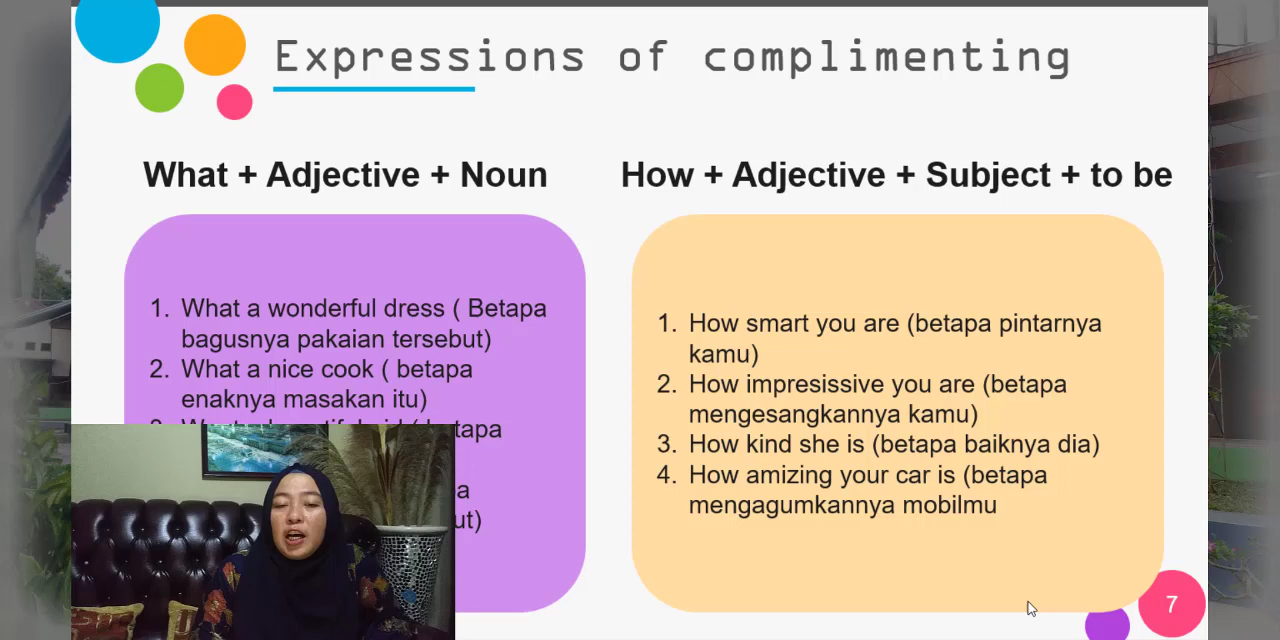 Expressions of complimenting
What + Adjective + Noun
1. What a wonderful dress ( Betapa
bagusnya pakaian tersebut)
2. What a nice cook ( betapa
enaknya masakan itu)
How + Adjective + Subject + to be
1. How smart you are (betapa pintarnya
kamu)
2. How impresissive you are (betapa
mengesangkannya kamu)
3. How kind she is (betapa baiknya dia)
4. How amizing your car is (betapa
mengagumkannya mobilmu
7